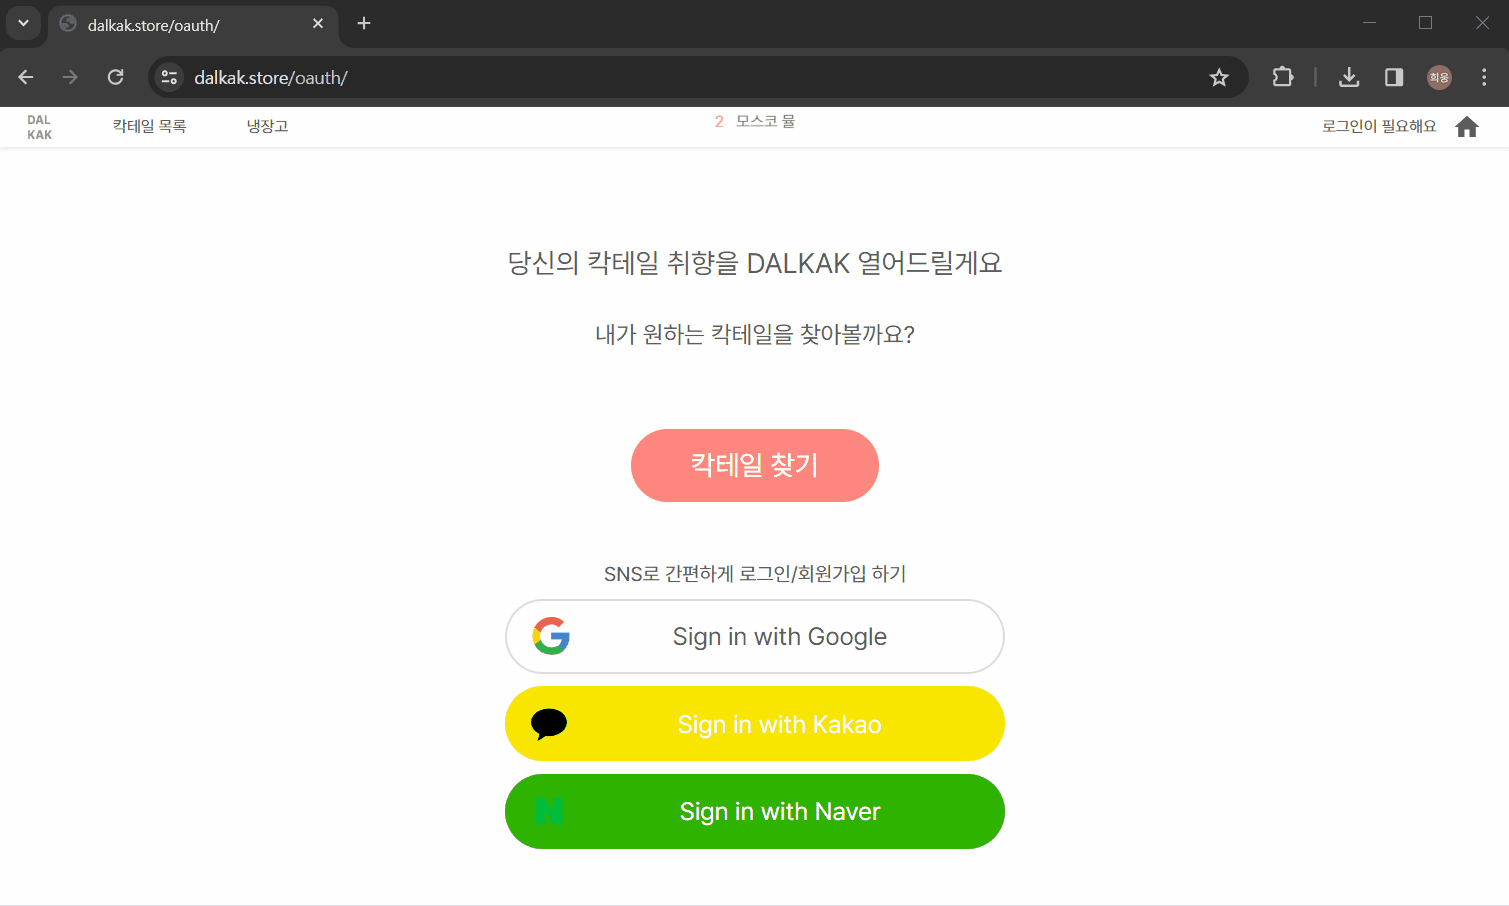 dalkak.store/oauth/
dalkak.store/oauth/
희웅
DAL
KAK
칵테일 목록
냉장고
2 모스코 뮬
로그인이 필요해요
당신의 칵테일 취향을 DALKAK 열어드릴게요
내가 원하는 칵테일을 찾아볼까요?
칵테일 찾기
SNS로 간편하게 로그인/회원가입 하기
Sign in with Google
Sign in with Kakao
N
Sign in with Naver